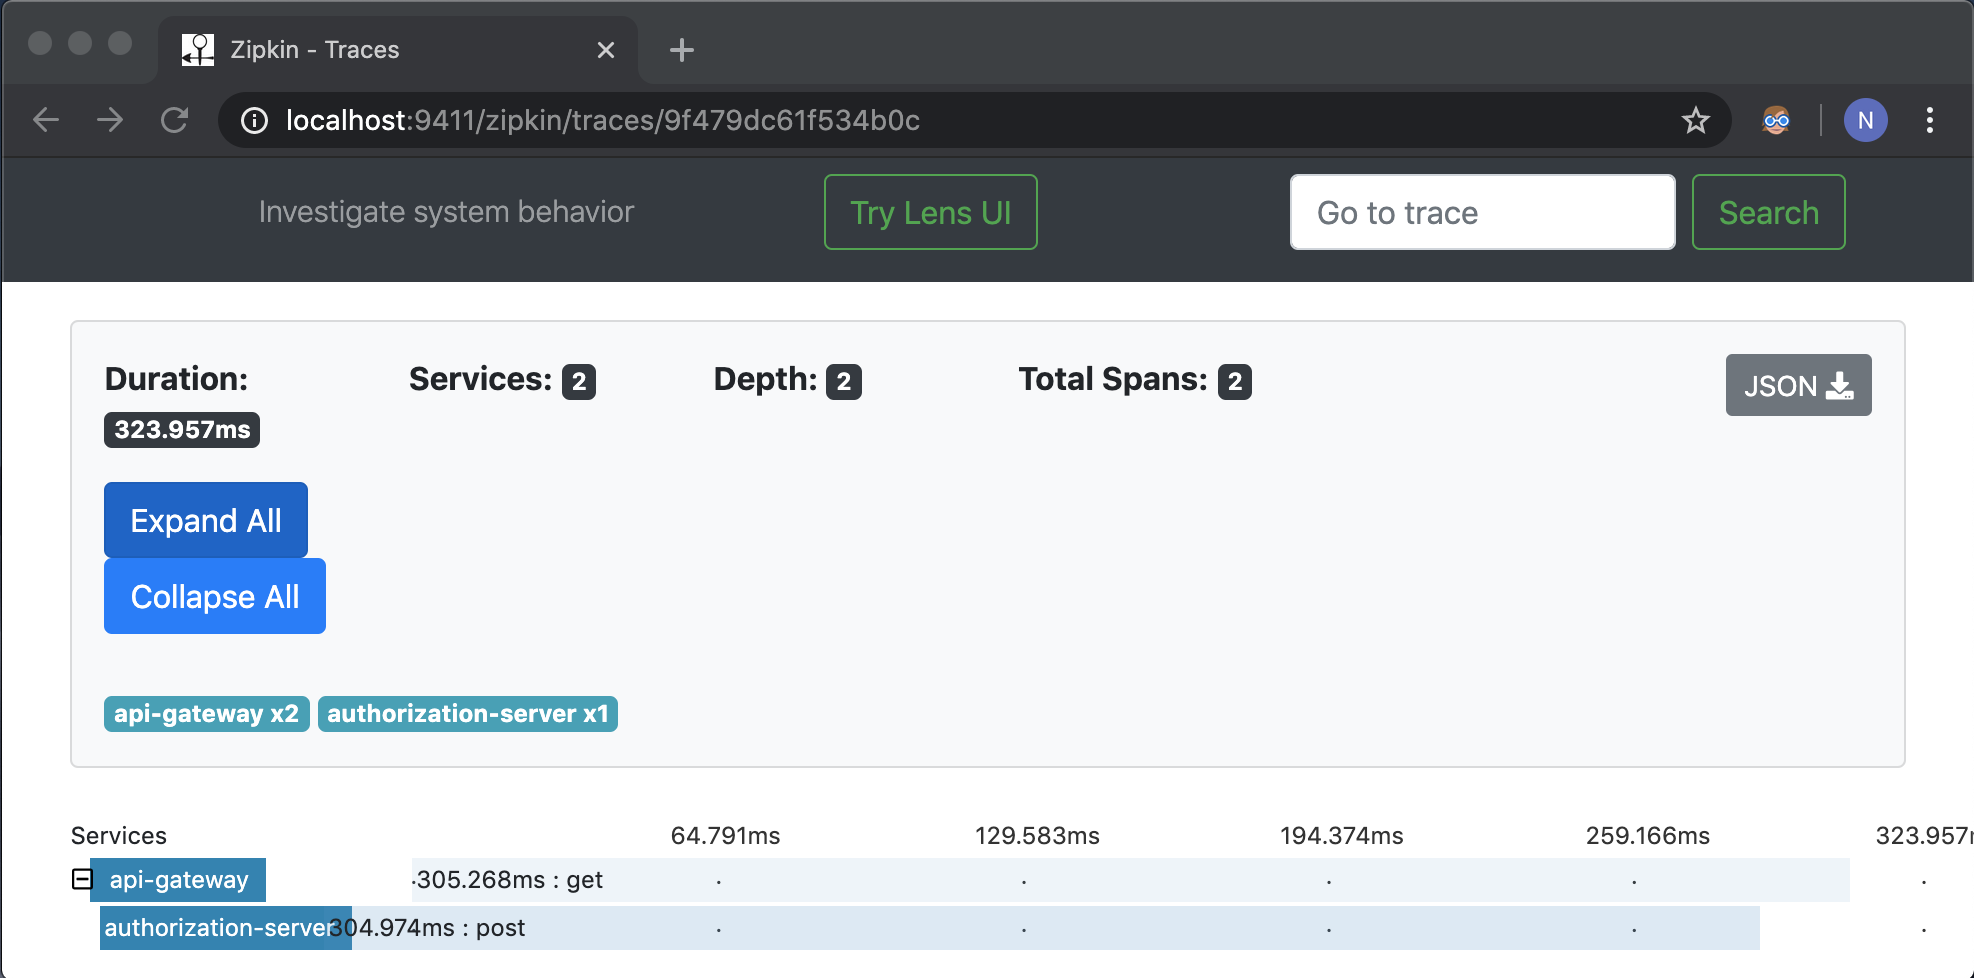 Zipkin - Traces
localhost:9411/zipkin/traces/9f479dc61f534b0c
N
Investigate system behavior
Try Lens UI
Go to trace
Search
Duration: Services: 2 Depth: 2 Total Spans: 2
JSON
323.957ms
Expand All
Collapse All
api-gateway x2 authorization-server x1
Services 64.791ms 129.583ms 194.374ms 259.166ms 323.957m
api-gateway ·305.268ms : get
authorization-server 304.974ms : post